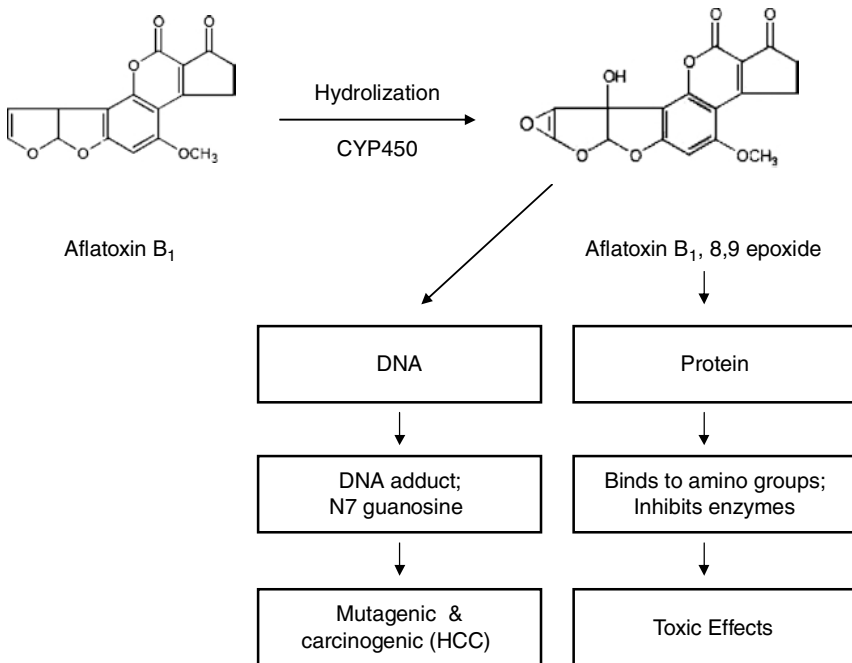 O O
O
O O
OCH3
Aflatoxin B1
Hydrolization
CYP450
O O
O
OH
O
O O
OCH3
Aflatoxin B1, 8,9 epoxide
DNA
Protein
DNA adduct;
N7 guanosine
Binds to amino groups;
Inhibits enzymes
Mutagenic &
carcinogenic (HCC)
Toxic Effects